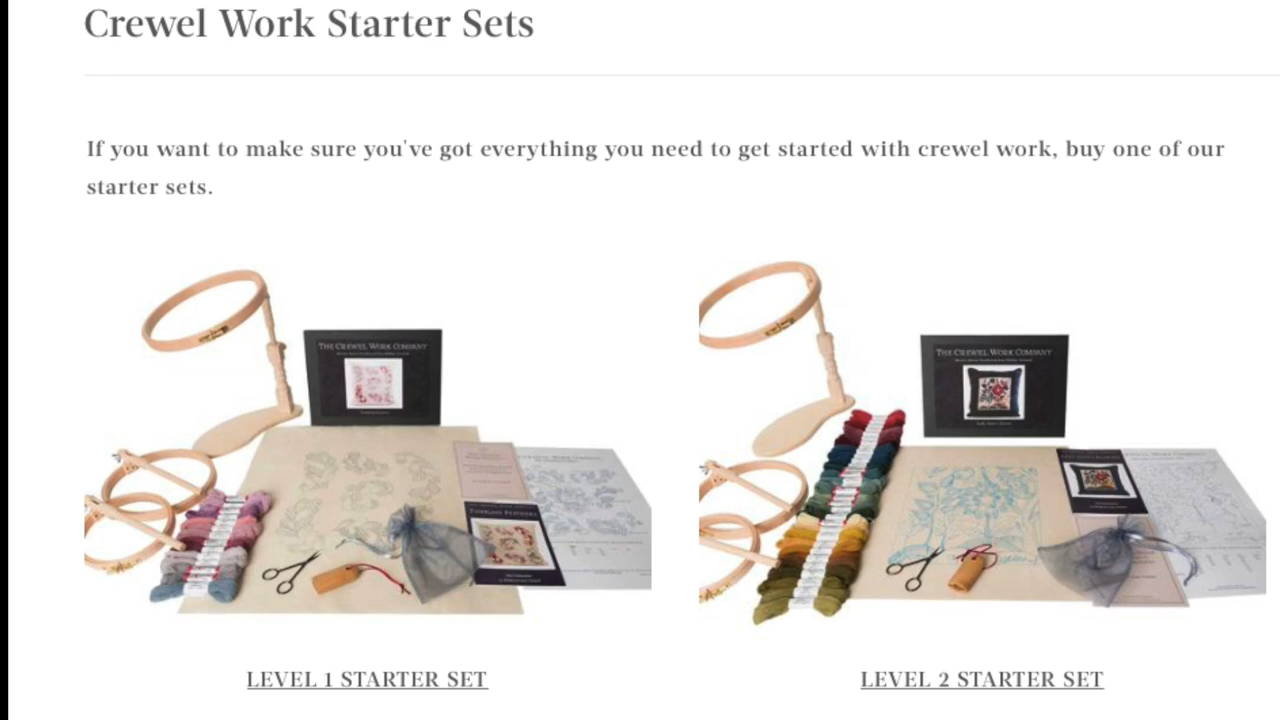 Crewel Work Starter Sets
If you want to make sure you've got everything you need to get started with crewel work, buy one of our
starter sets.
THE CREWEL WORK COMPANY
THE CREWEL WORK COMPANY
TIMELESS FEATHERS
LEVEL 1 STARTER SET
LEVEL 2 STARTER SET